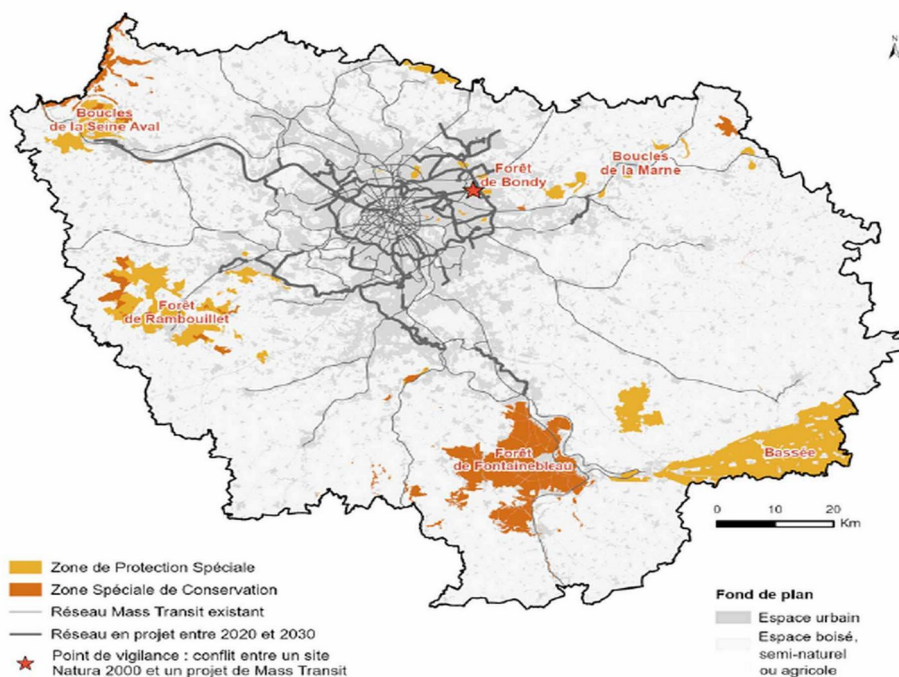 N
Boucles
de la Seine Aval
Forêt
de Bondy
Boucles
de la Marne
Forêt
de Rambouillet
Forêt
de Fontainebleau
Bassée
0 10 20
Km
Zone de Protection Spéciale
Zone Spéciale de Conservation
Réseau Mass Transit existant
Réseau en projet entre 2020 et 2030
Point de vigilance : conflit entre un site
Natura 2000 et un projet de Mass Transit
Fond de plan
Espace urbain
Espace boisé,
semi-naturel
ou agricole